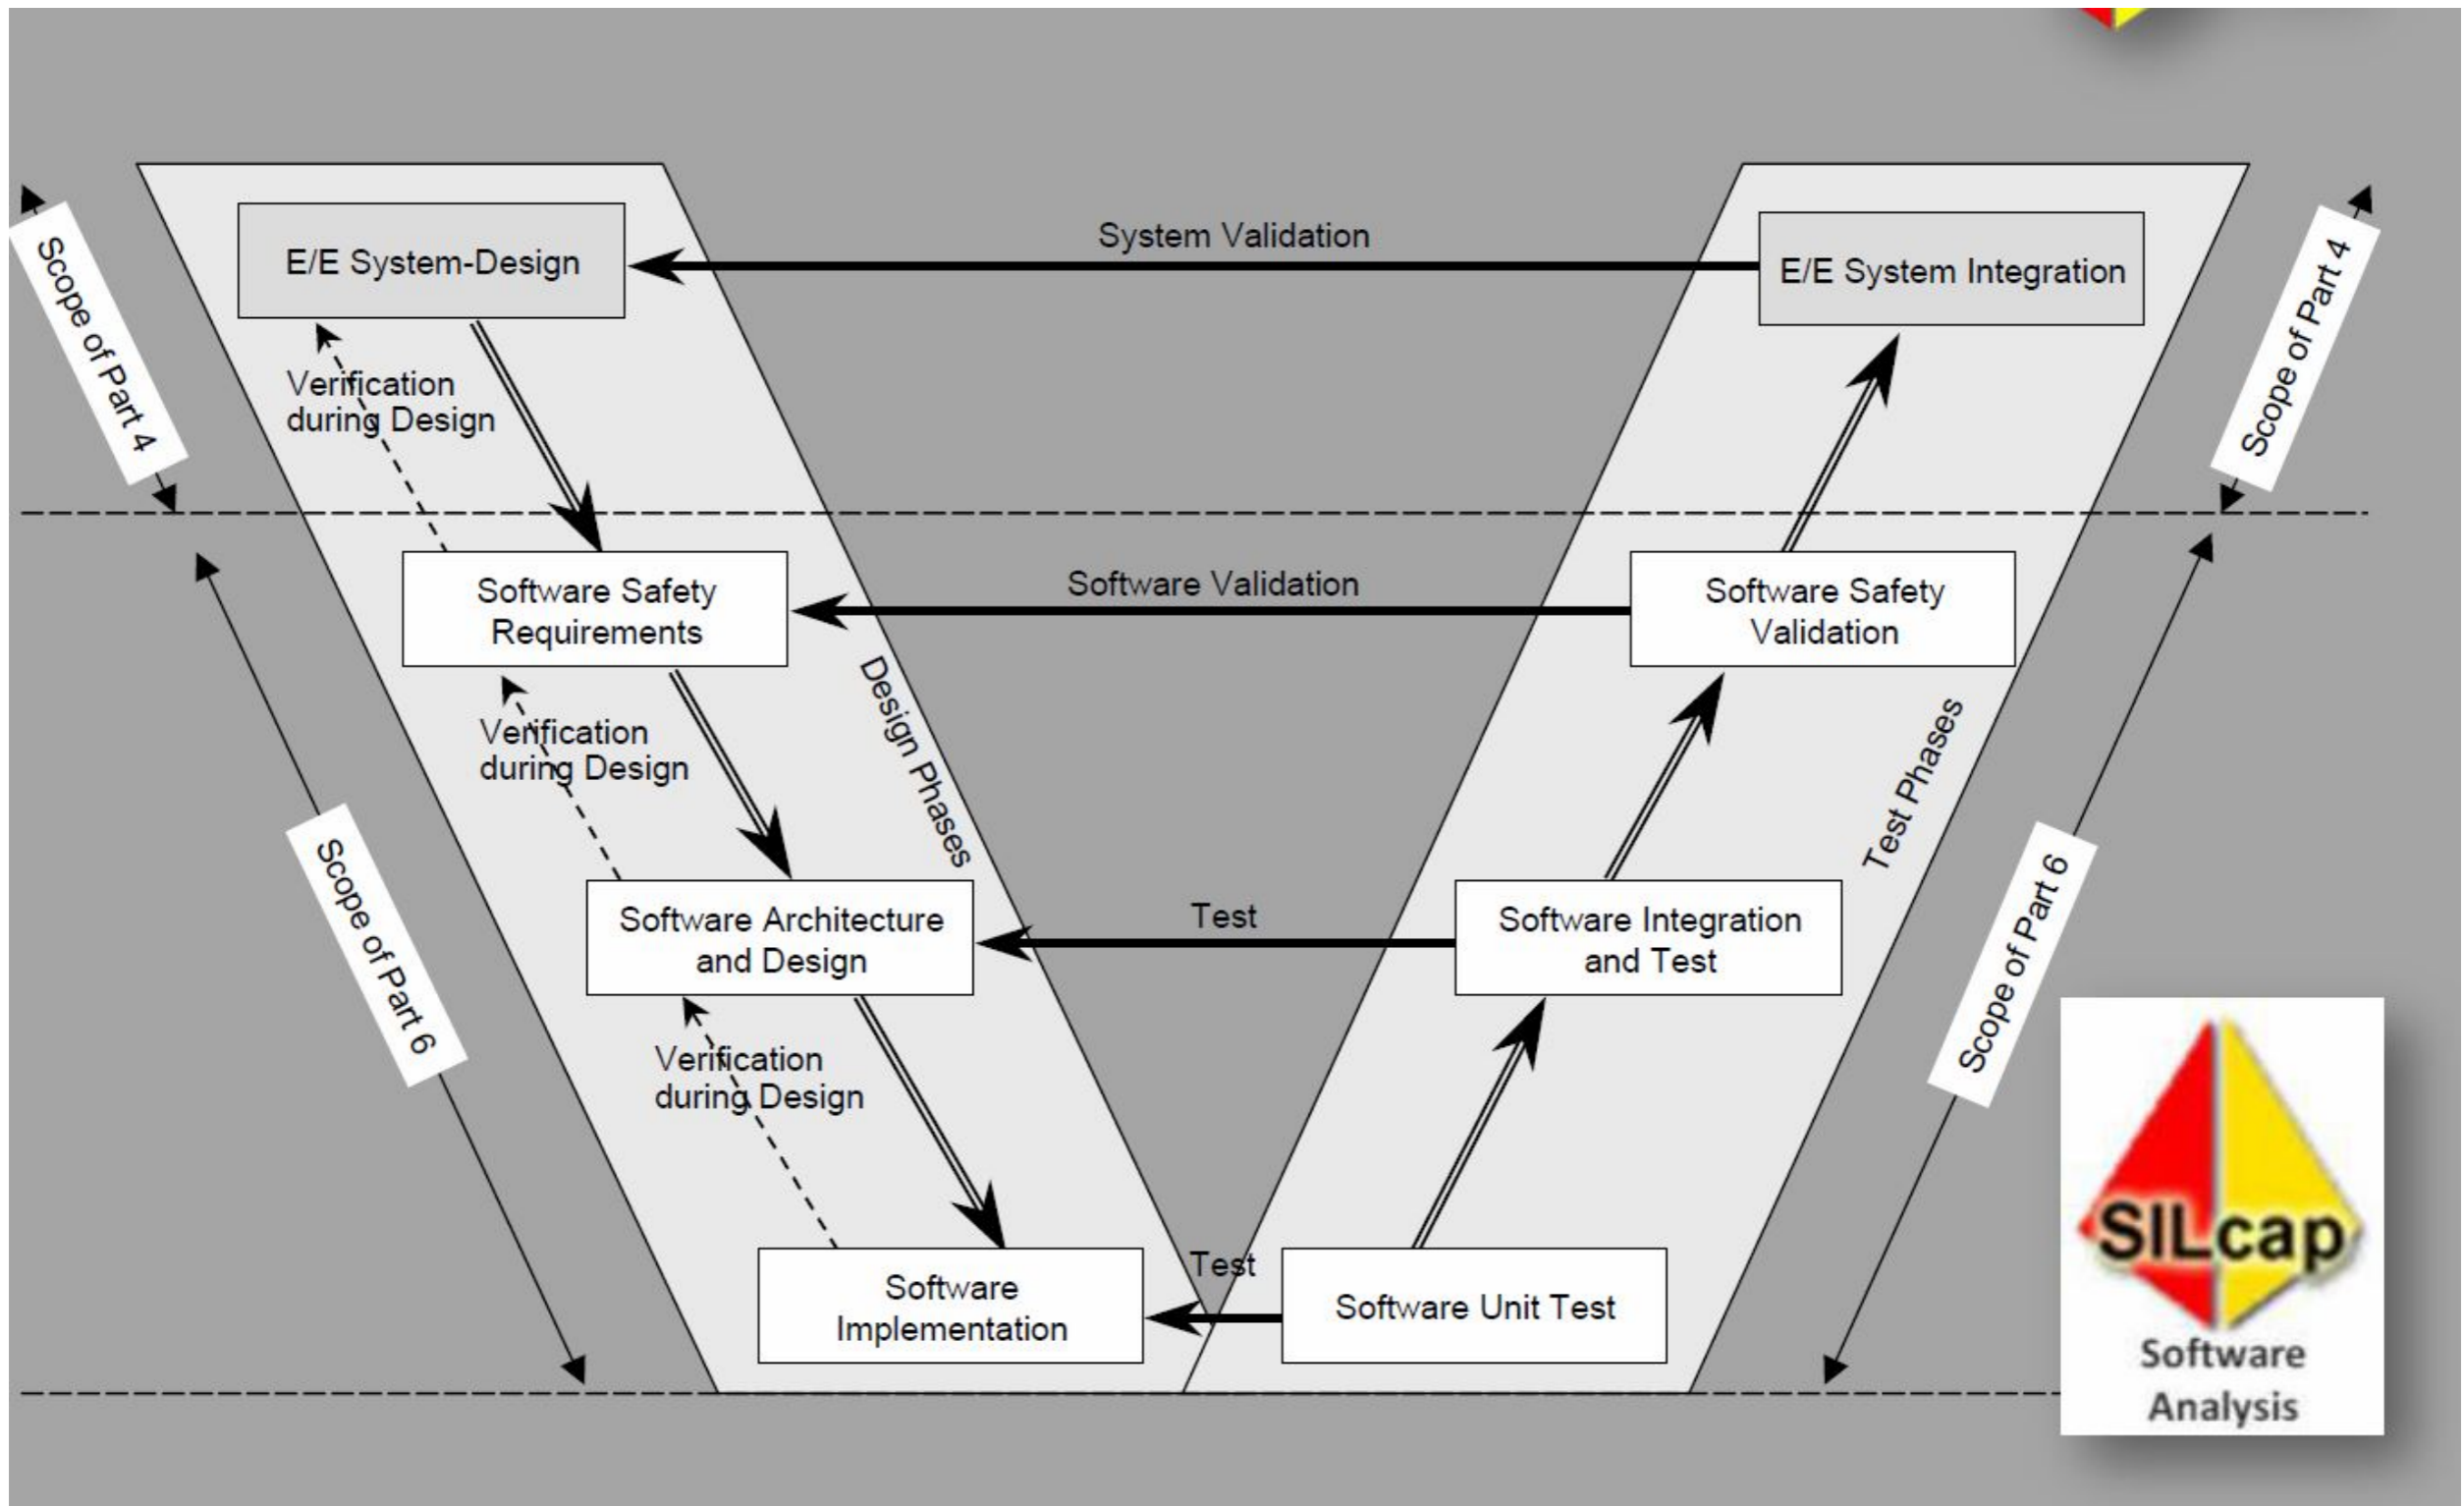 System Validation
E/E System-Design
E/E System Integration
Scope of Part 4
Scope of Part 4
Verification
during Design
Software Validation
Software Safety
Requirements
Software Safety
Validation
Design Phases
Test Phases
Verification
during Design
Scope of Part 6
Scope of Part 6
Test
Software Architecture
and Design
Software Integration
and Test
Verification
during Design
Test
Software
Implementation
Software Unit Test
SILcap
Software
Analysis